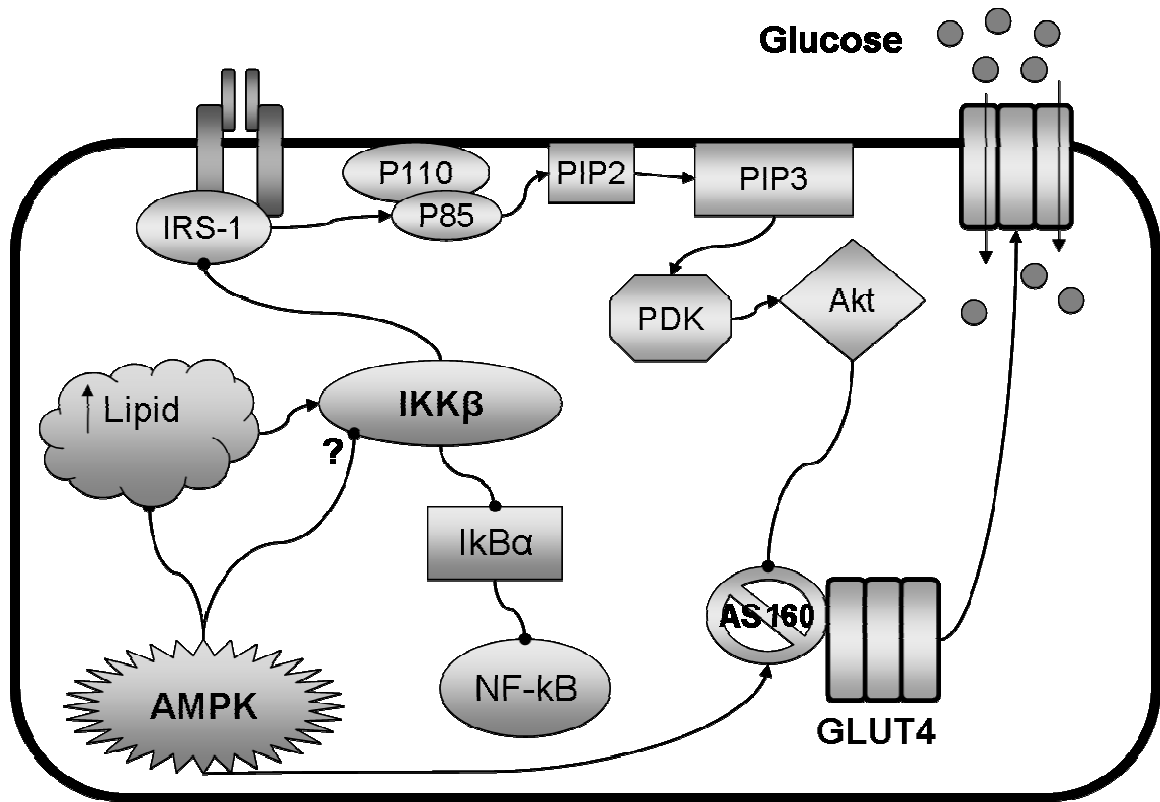 Glucose
P110
PIP2
PIP3
P85
IRS-1
Akt
PDK
↑ Lipid
IKKβ
?
IkBα
AS160
NF-kB
AMPK
GLUT4